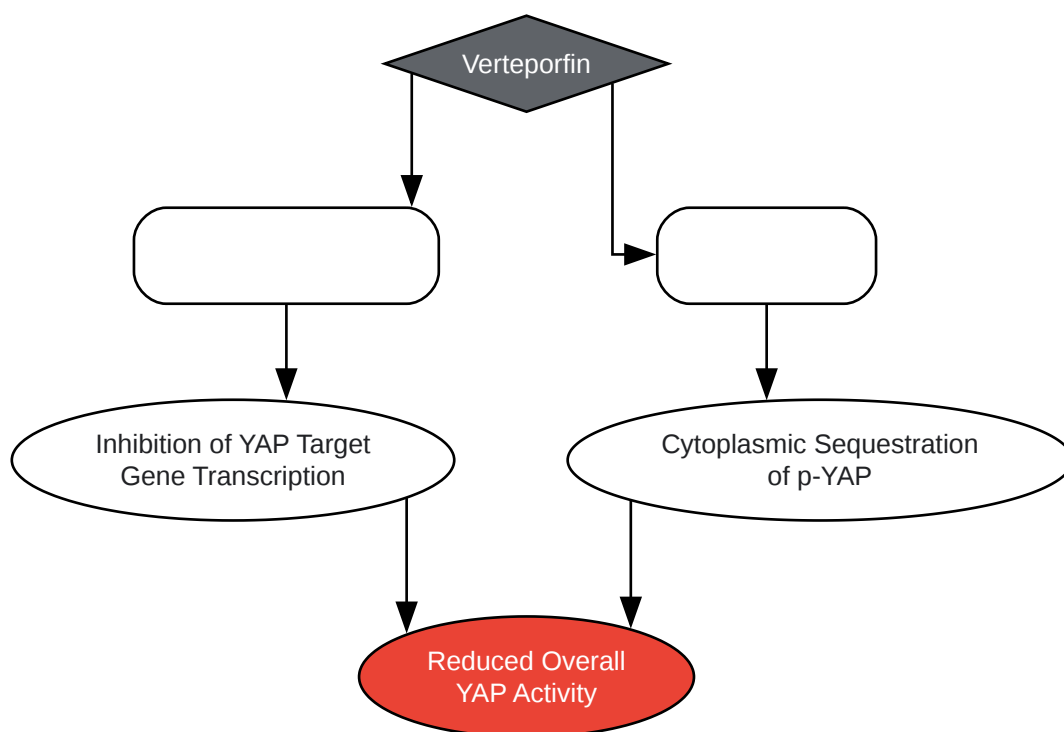 Verteporfin
Inhibition of YAP Target
Gene Transcription
Cytoplasmic Sequestration
of p-YAP
Reduced Overall
YAP Activity